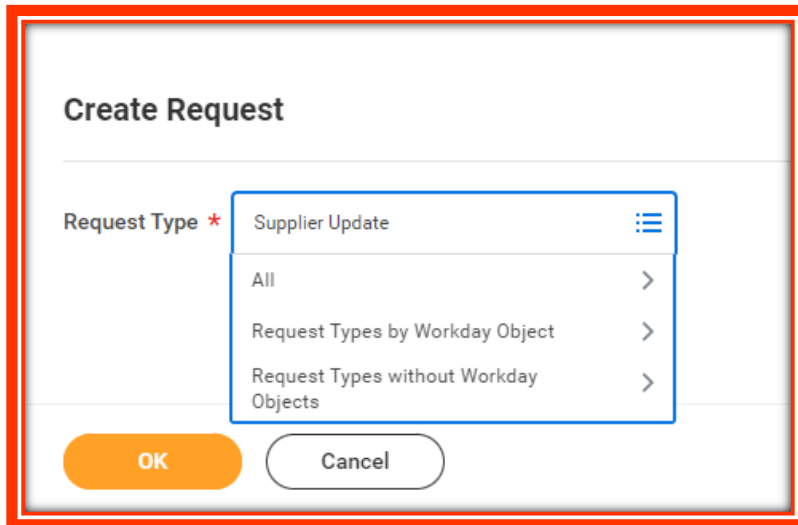 Create Request
Request Type * Supplier Update
All
Request Types by Workday Object
Request Types without Workday
Objects
OK Cancel